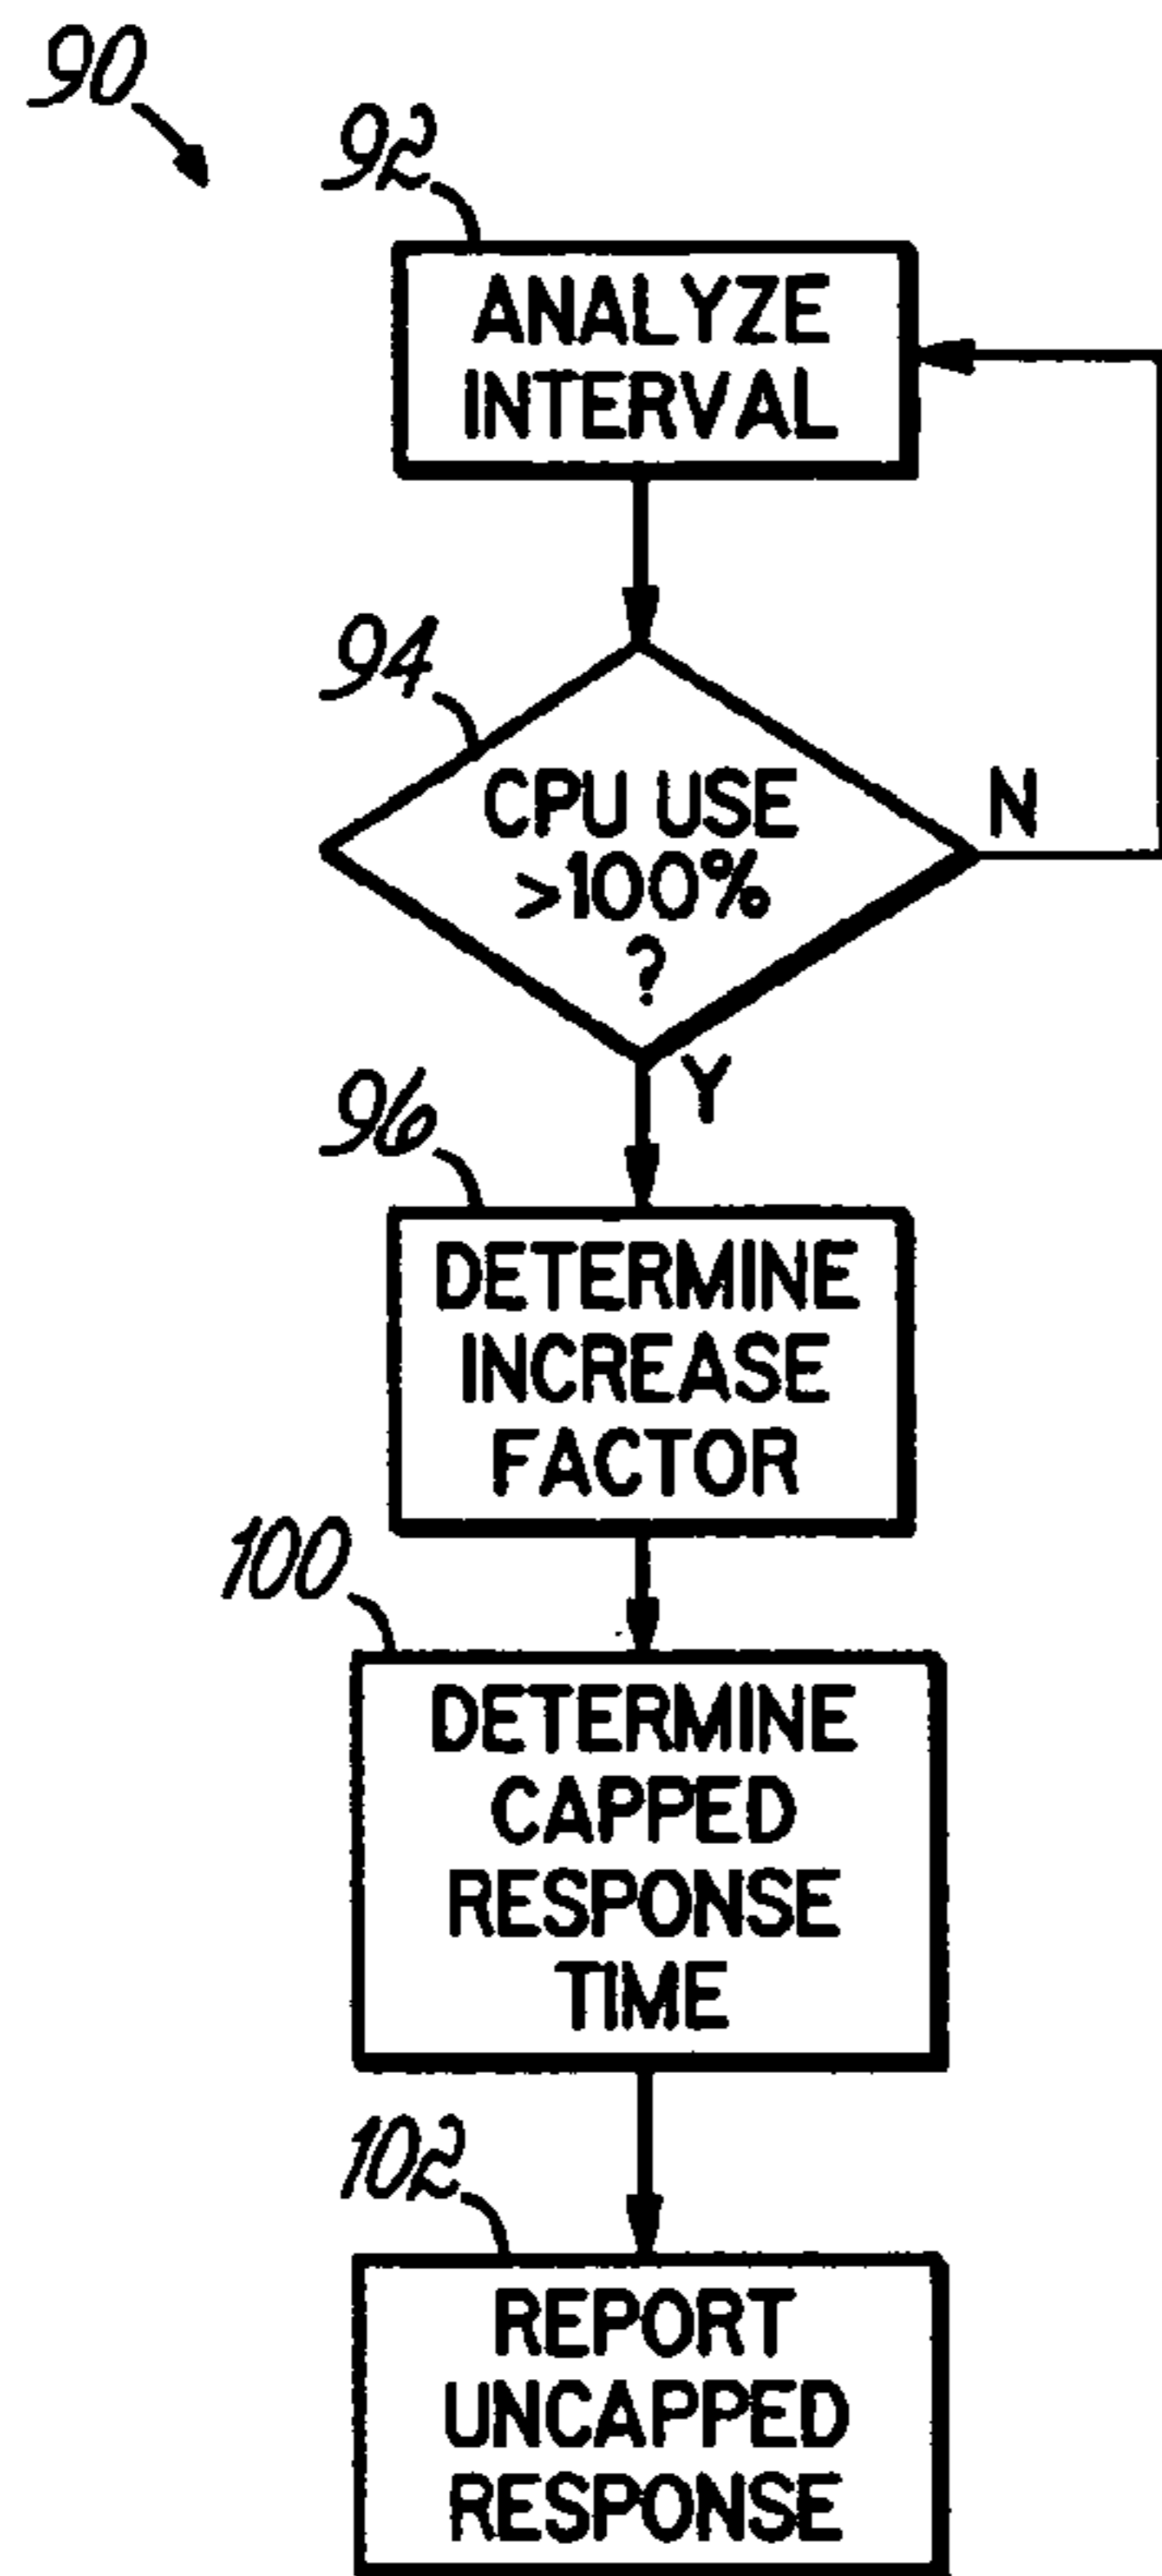 90
92
ANALYZE
INTERVAL
94
CPU USE
>100%
?
N
Y
96
DETERMINE
INCREASE
FACTOR
100
DETERMINE
CAPPED
RESPONSE
TIME
102
REPORT
UNCAPPED
RESPONSE